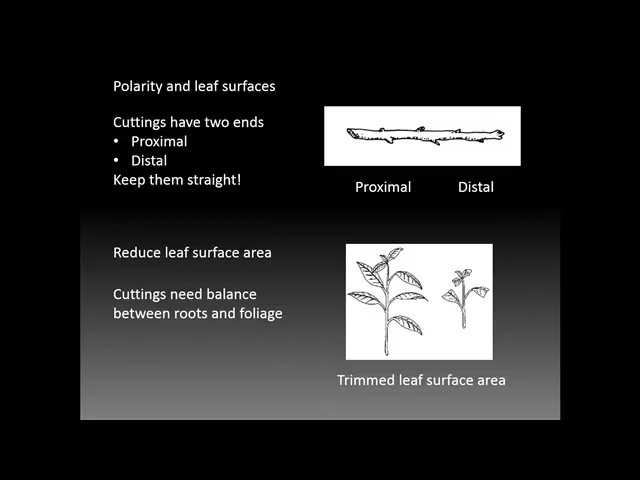 Polarity and leaf surfaces
Cuttings have two ends
• Proximal
• Distal
Keep them straight!
Proximal Distal
Reduce leaf surface area
Cuttings need balance
between roots and foliage
Trimmed leaf surface area